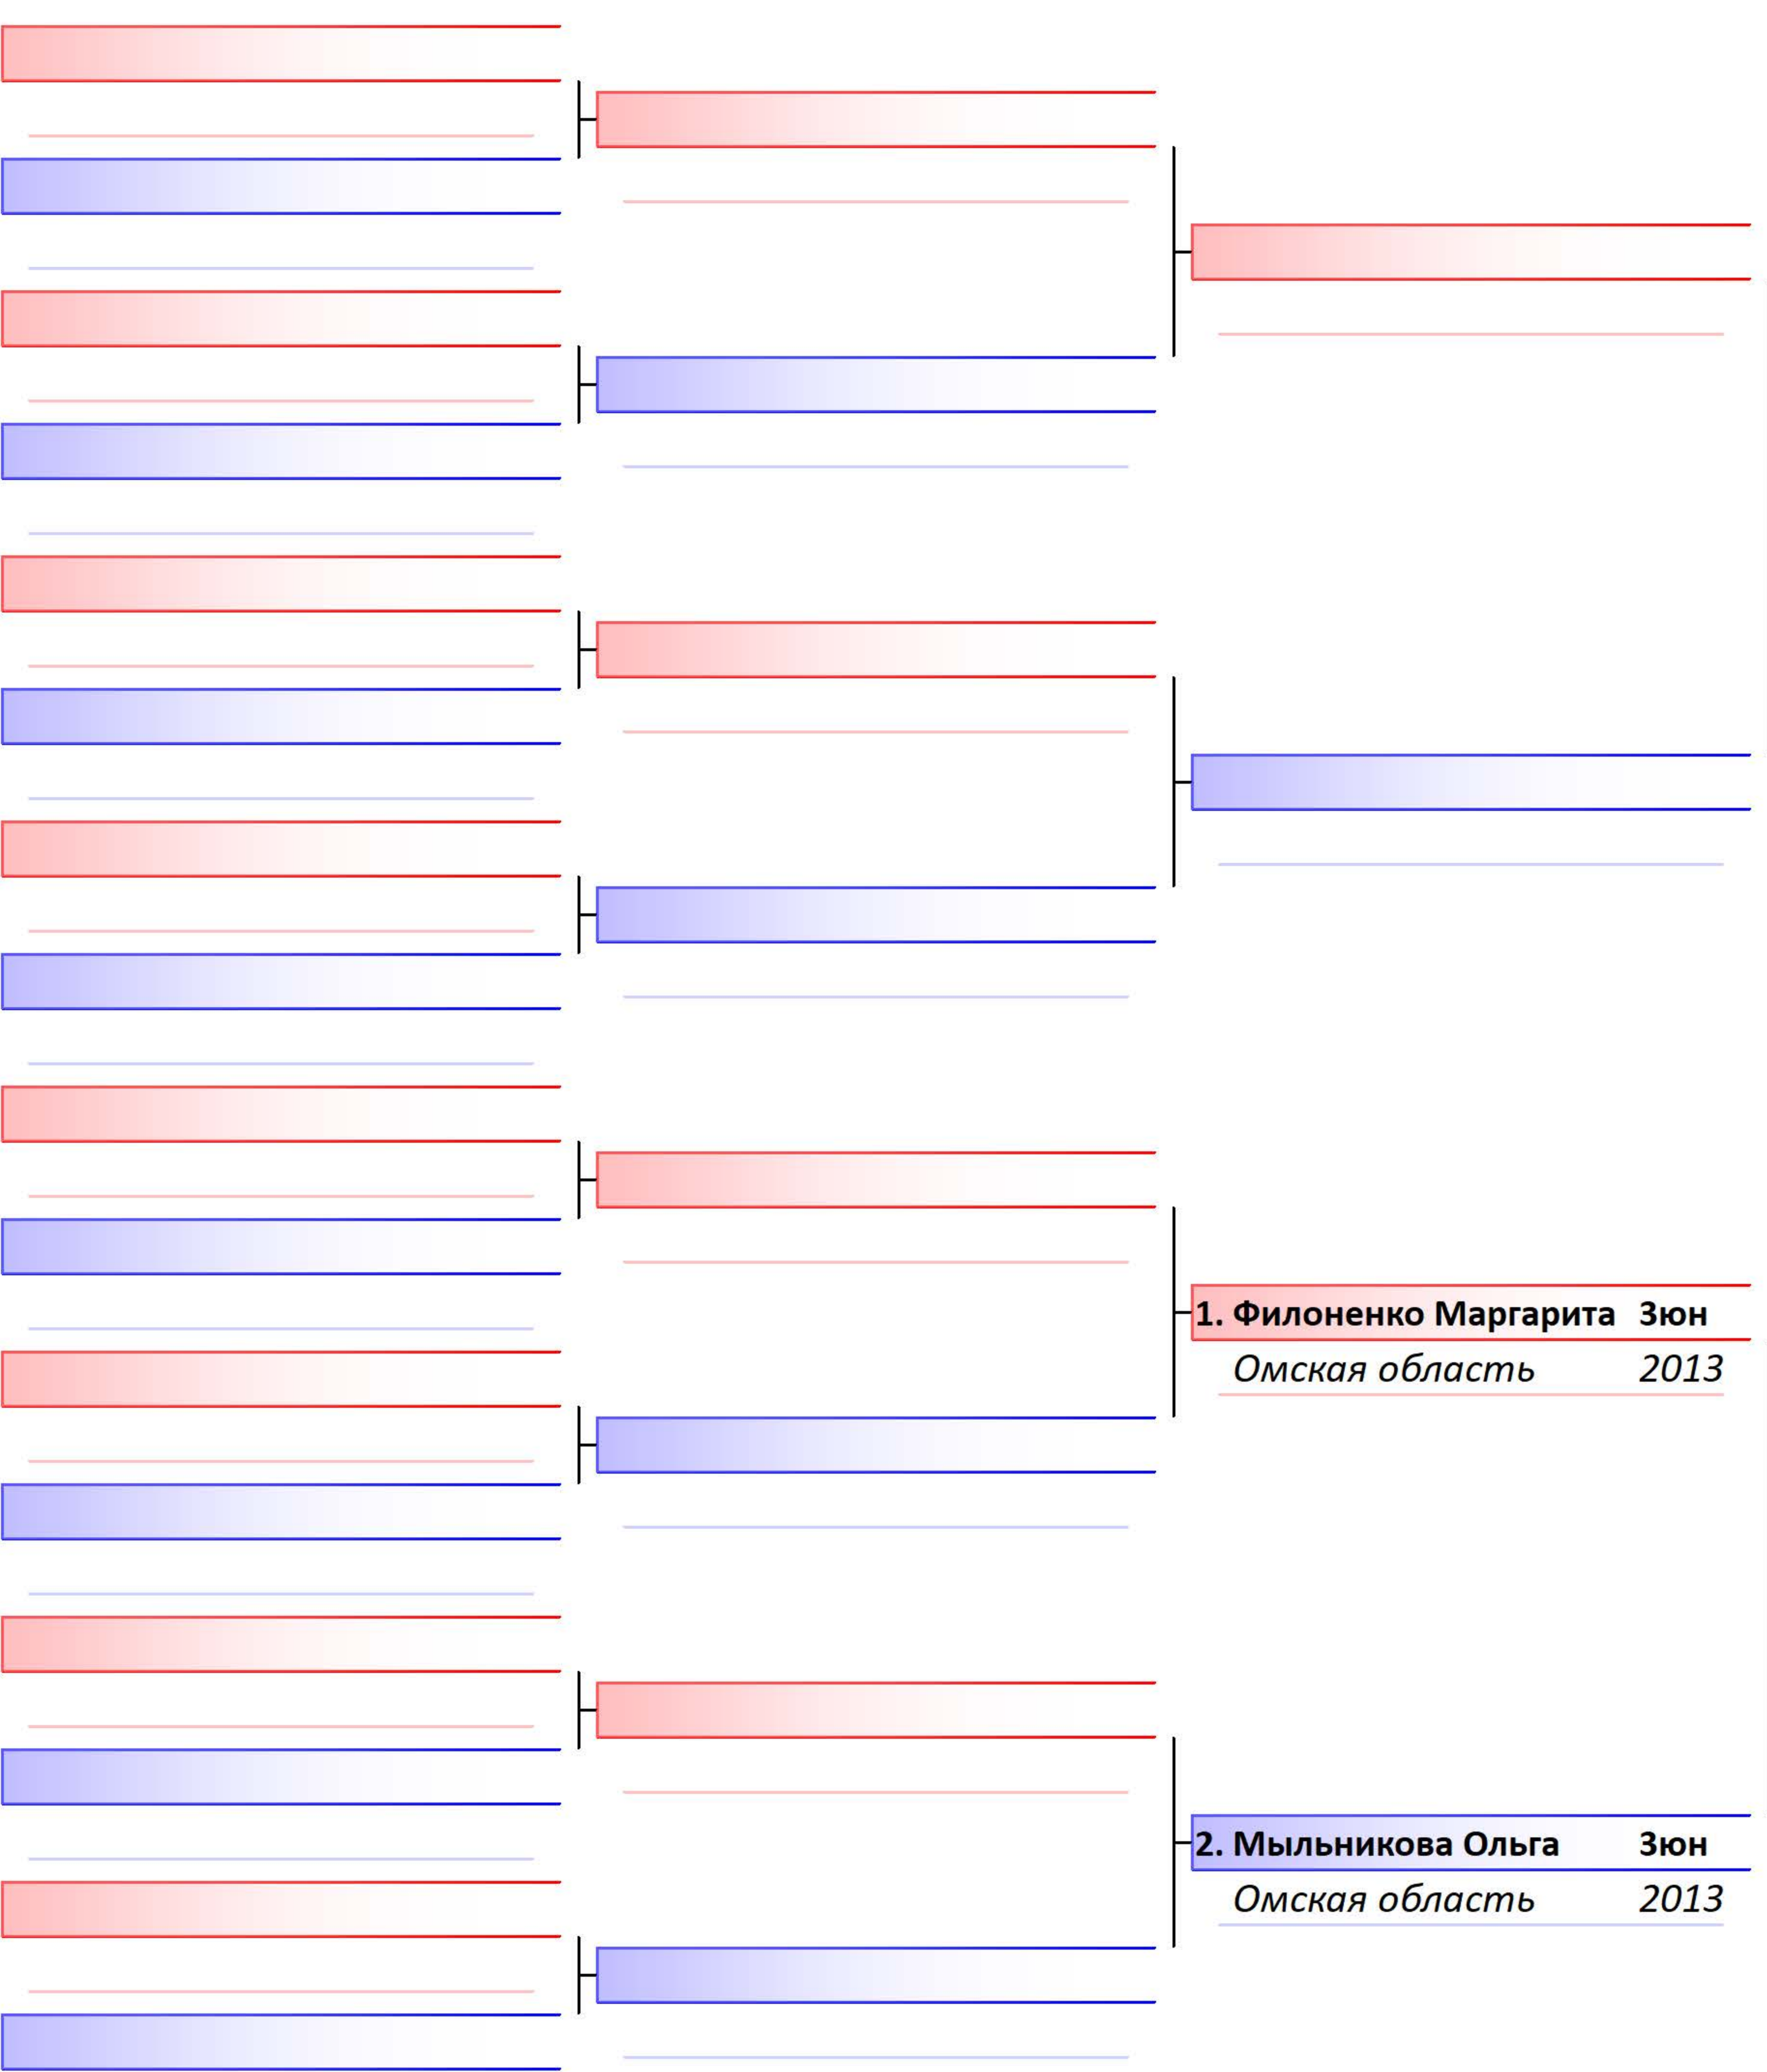 1. Филоненко Маргарита 3юн
Омская область 2013
2. Мыльникова Ольга 3юн
Омская область 2013